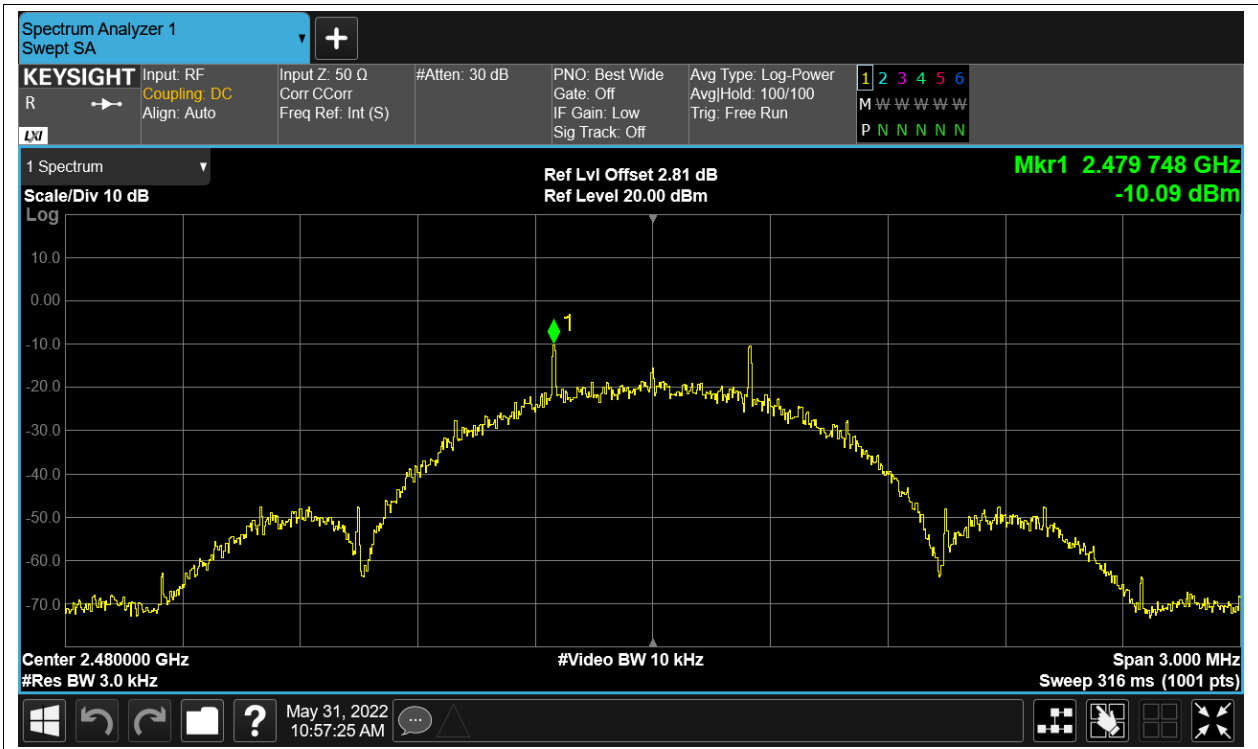 Spectrum Analyzer 1
Swept SA
+
KEYSIGHT
R
LXI
Input: RF
Coupling: DC
Align: Auto
Input Z: 50 Ω
Corr CCorr
Freq Ref: Int (S)
#Atten: 30 dB
PNO: Best Wide
Gate: Off
IF Gain: Low
Sig Track: Off
Avg Type: Log-Power
Avg|Hold: 100/100
Trig: Free Run
1 2 3 4 5 6
M W W W W W W
P N N N N N N
1 Spectrum
Scale/Div 10 dB
Log
Ref Lvl Offset 2.81 dB
Ref Level 20.00 dBm
Mkr1 2.479 748 GHz
-10.09 dBm
10.0
0.00
-10.0
-20.0
-30.0
-40.0
-50.0
-60.0
-70.0
1
Center 2.480000 GHz
#Res BW 3.0 kHz
#Video BW 10 kHz
Span 3.000 MHz
Sweep 316 ms (1001 pts)
?
May 31, 2022
10:57:25 AM